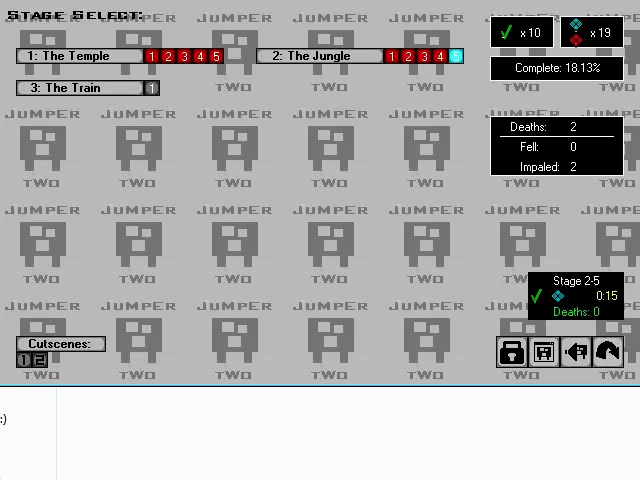 Stage Select:
x 10
x 19
1: The Temple 1 2 3 4 5
2: The Jungle 1 2 3 4 5
Complete: 18.13%
3: The Train 1
Deaths: 2
Fell: 0
Impaled: 2
Stage 2-5
0:15
Deaths: 0
Cutscenes:
1 2
JUMPER TWO
:)